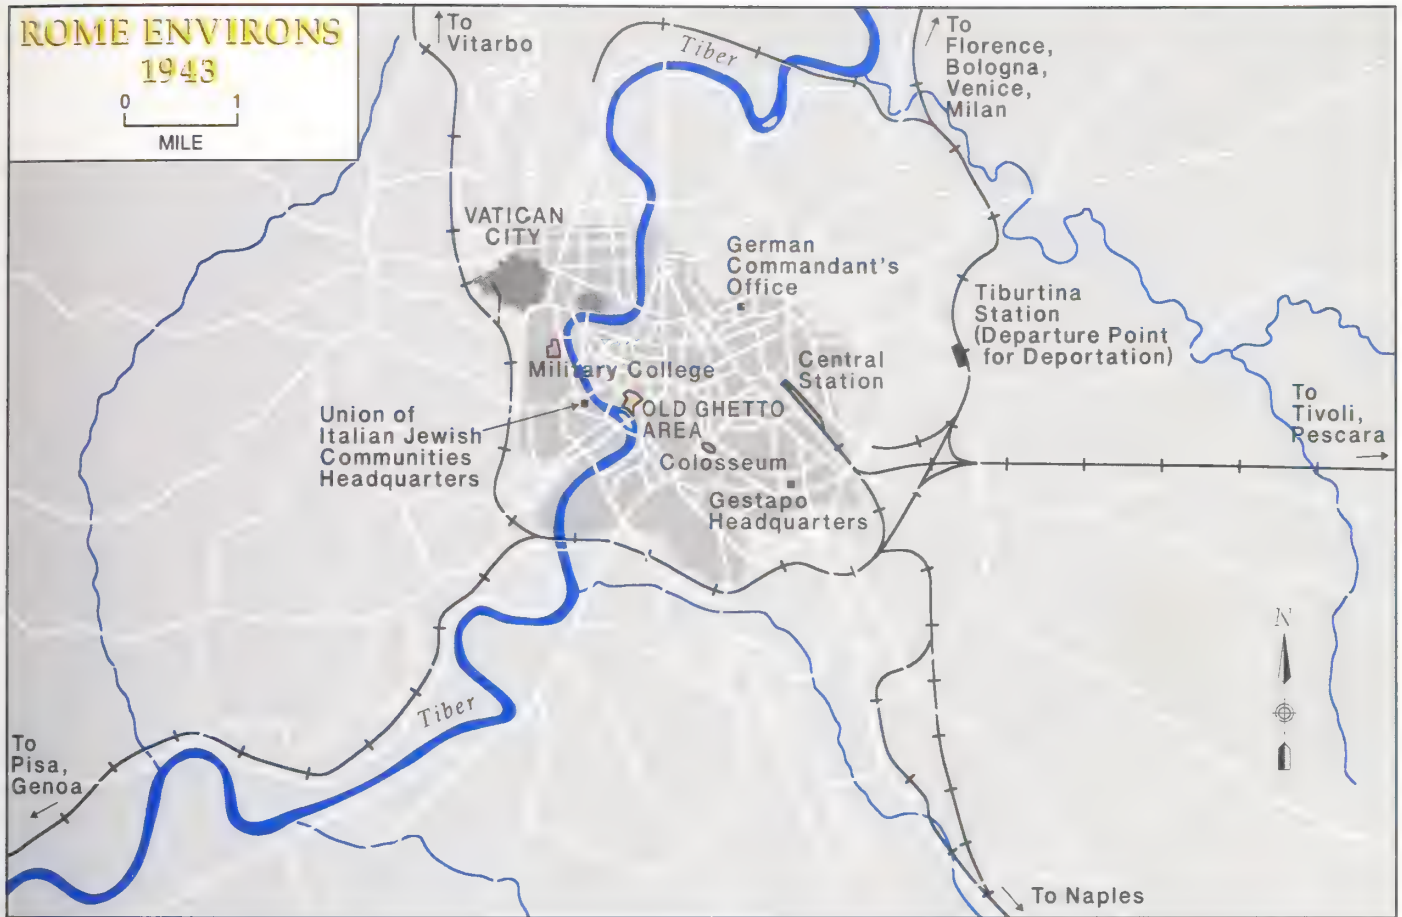 ROME ENVIRONS
1943
0 1
MILE
To
Vitarbo
Tiber
To
Florence,
Bologna,
Venice,
Milan
VATICAN
CITY
German
Commandant's
Office
Tiburtina
Station
(Departure Point
for Deportation)
Military College
Central
Station
Union of
Italian Jewish
Communities
Headquarters
OLD GHETTO
AREA
Colosseum
Gestapo
Headquarters
To
Tivoli,
Pescara
N
Tiber
To
Pisa,
Genoa
To Naples